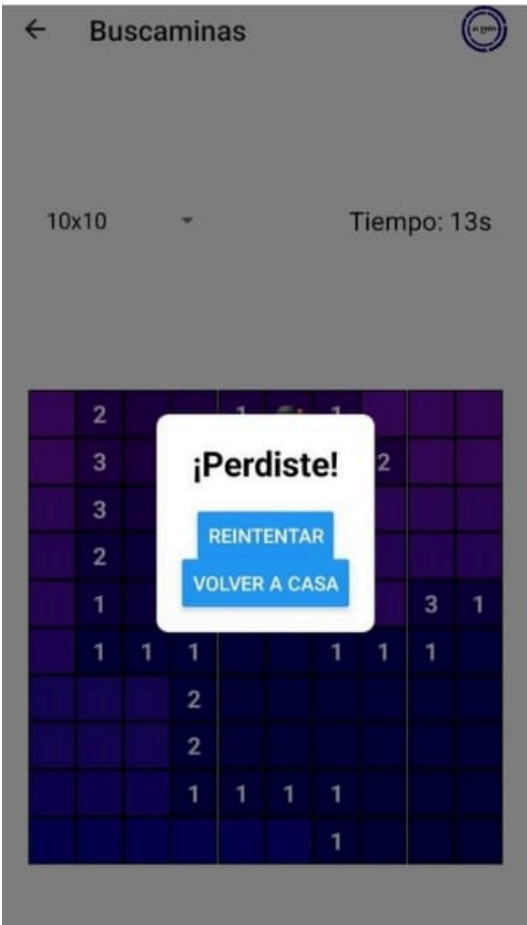 Buscaminas
10x10
Tiempo: 13s
2 1 1
3 2
¡Perdiste!
3
REINTENTAR
2
VOLVER A CASA
1 3 1
1 1 1 1 1 1
2
2
1 1 1 1
1